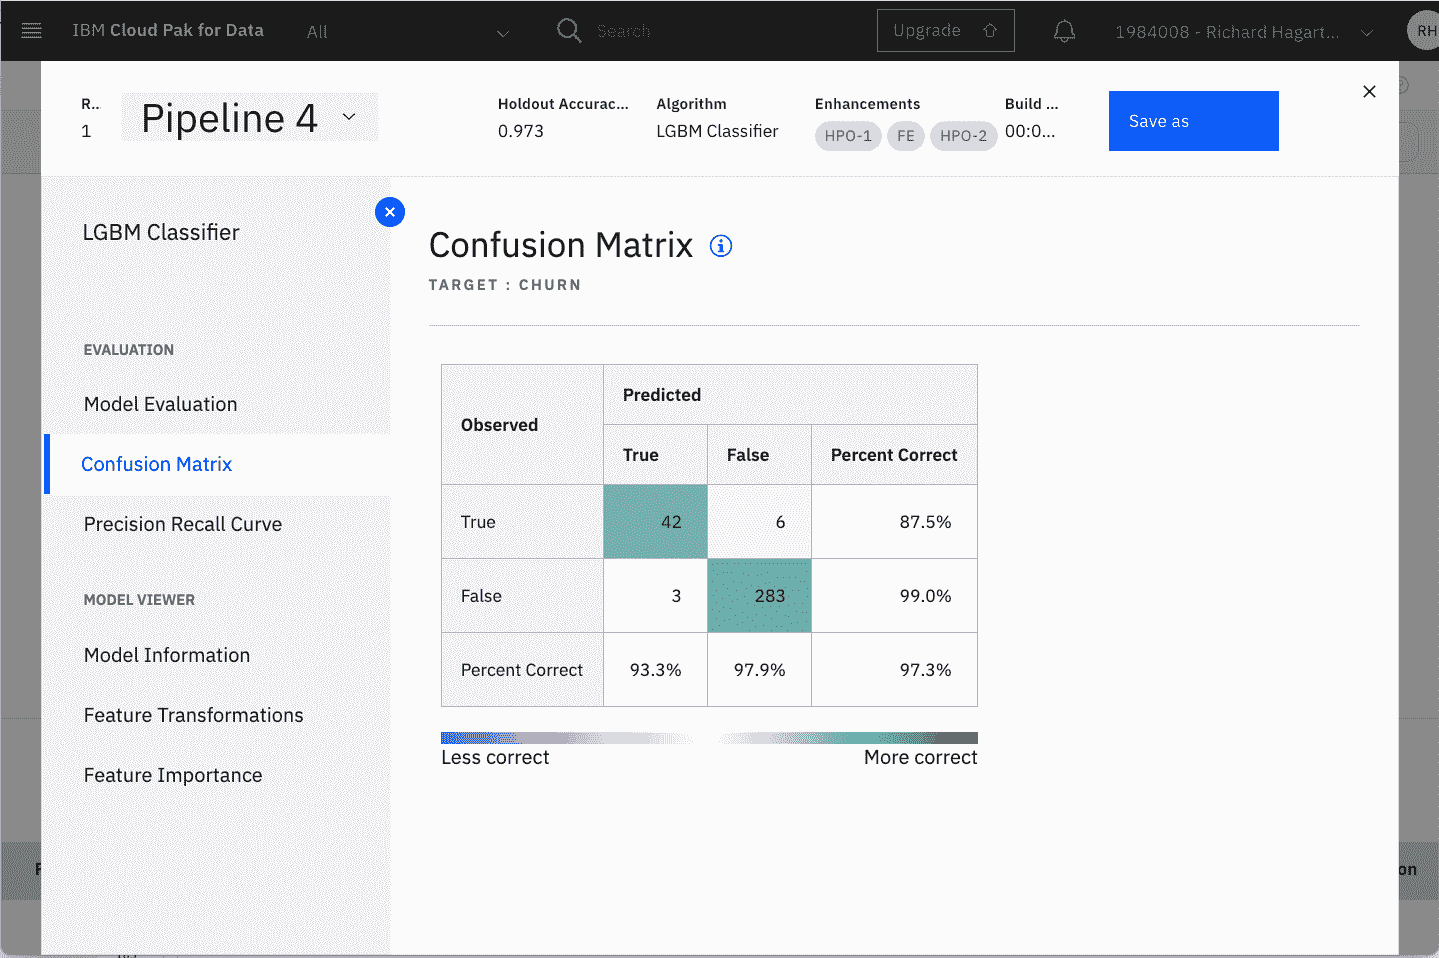 IBM Cloud Pak for Data
All
Search
Upgrade
1984008 - Richard Hagart...
RH
R..
1
Pipeline 4
Holdout Accurac...
0.973
Algorithm
LGBM Classifier
Enhancements
HPO-1 FE HPO-2
Build ...
00:0...
Save as
LGBM Classifier
EVALUATION
Model Evaluation
Confusion Matrix
Precision Recall Curve
MODEL VIEWER
Model Information
Feature Transformations
Feature Importance
Confusion Matrix
TARGET : CHURN
Observed
Predicted
True False Percent Correct
True 42 6 87.5%
False 3 283 99.0%
Percent Correct 93.3% 97.9% 97.3%
Less correct More correct
on